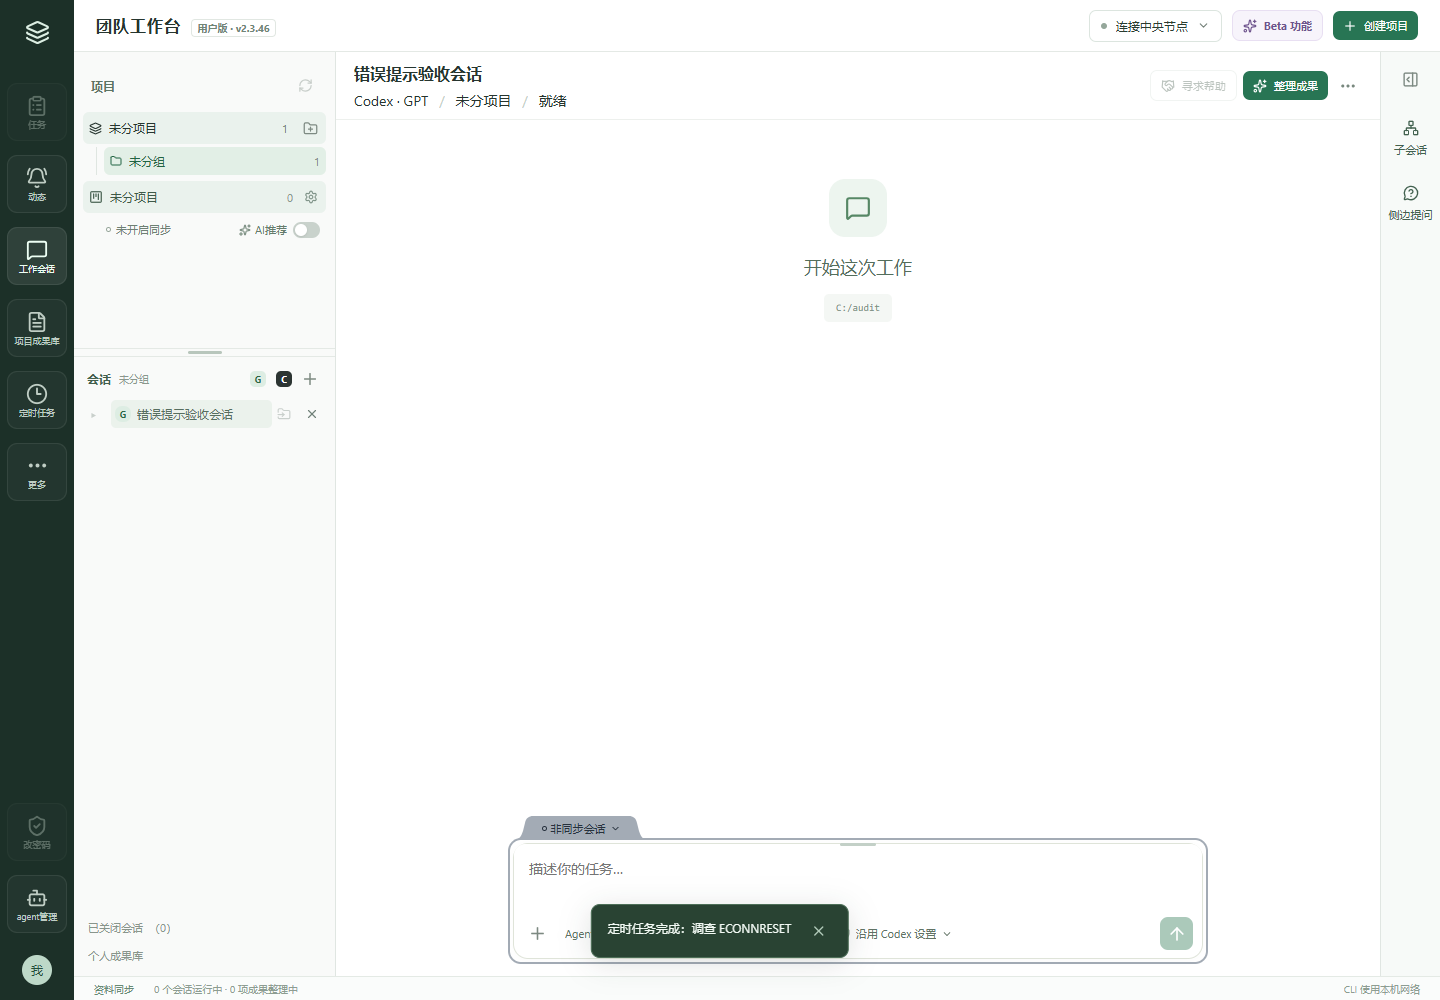 团队工作台
用户版 · v2.3.46
连接中央节点
Beta 功能
创建项目
任务
动态
工作会话
项目成果库
定时任务
更多
改密码
agent管理
我
项目
未分项目 1
未分组 1
未分项目 0
未开启同步
AI推荐
会话 未分组
G
C
G 错误提示验收会话
已关闭会话 (0)
个人成果库
错误提示验收会话
Codex · GPT / 未分项目 / 就绪
寻求帮助
整理成果
子会话
侧边提问
开始这次工作
C:/audit
非同步会话
描述你的任务...
Agen
沿用 Codex 设置
定时任务完成：调查 ECONNRESET
资料同步
0 个会话运行中 · 0 项成果整理中
CLI 使用本机网络